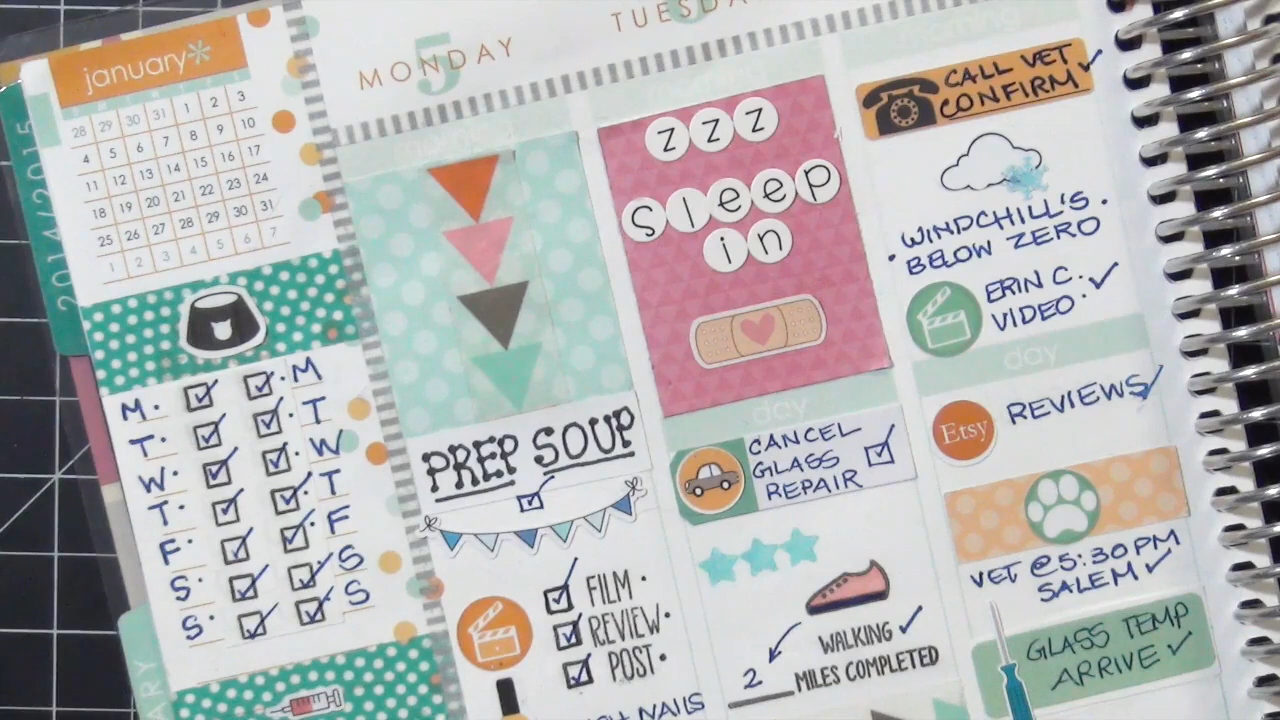 january
28 29 30 31 1 2 3
4 5 6 7 8 9 10
11 12 13 14 15 16 17
18 19 20 21 22 23 24
25 26 27 28 29 30 31
1 2 3 4 5 6 7
2014/2015
M. M
T. T
W. W
T. T
F. F
S. S
S. S
5
MONDAY
PREP SOUP
FILM
REVIEW
POST
NAILS
TUESDA
zzz
Sleep
in
day
CANCEL
GLASS
REPAIR
WALKING
2 MILES COMPLETED
morning
CALL VET
CONFIRM
WINDCHILL'S
BELOW ZERO
ERIN C.
VIDEO
day
Etsy
REVIEWS
VET @ 5:30 PM
SALEM
GLASS TEMP
ARRIVE